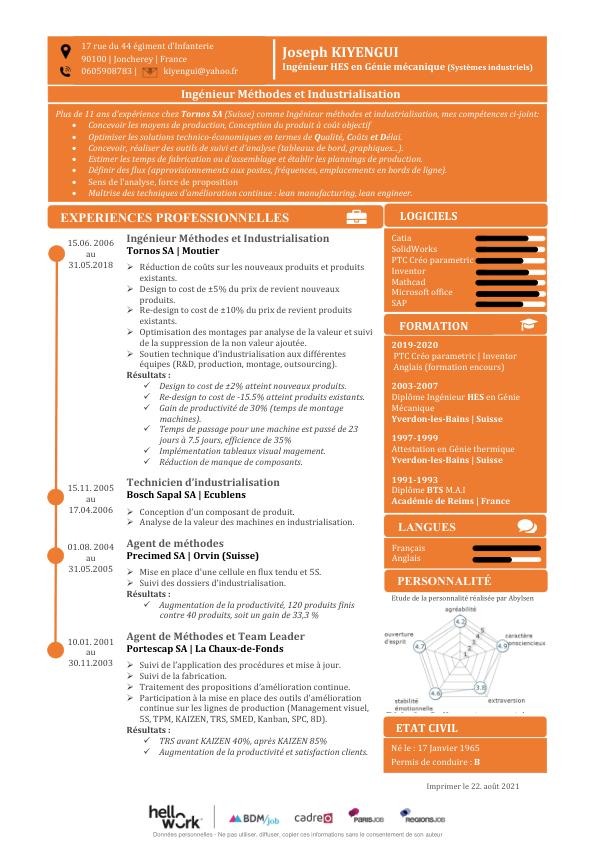 17 rue du 44 égiment d'Infanterie
90100 | Joncherey | France
0605908783 | kiyengui@yahoo.fr
Joseph KIYENGUI
Ingénieur HES en Génie mécanique (Systèmes industriels)
Ingénieur Méthodes et Industrialisation
Plus de 11 ans d'expérience chez Tornos SA (Suisse) comme Ingénieur méthodes et industrialisation, mes compétences ci-joint:
• Concevoir les moyens de production, Conception du produit à coût objectif
• Optimiser les solutions technico-économiques en termes de Qualité, Coûts et Délai.
• Concevoir, réaliser des outils de suivi et d'analyse (tableaux de bord, graphiques...).
• Estimer les temps de fabrication ou d'assemblage et établir les plannings de production.
• Définir des flux (approvisionnements aux postes, fréquences, emplacements en bords de ligne).
• Sens de l'analyse, force de proposition
• Maîtrise des techniques d'amélioration continue : lean manufacturing, lean engineer.
EXPERIENCES PROFESSIONNELLES
15.06. 2006
au
31.05.2018
Ingénieur Méthodes et Industrialisation
Tornos SA | Moutier
➢ Réduction de coûts sur les nouveaux produits et produits
existants.
➢ Design to cost de ±5% du prix de revient nouveaux
produits.
➢ Re-design to cost de ±10% du prix de revient produits
existants.
➢ Optimisation des montages par analyse de la valeur et suivi
de la suppression de la non valeur ajoutée.
➢ Soutien technique d'industrialisation aux différentes
équipes (R&D, production, montage, outsourcing).
Résultats :
✓ Design to cost de ±2% atteint nouveaux produits.
✓ Re-design to cost de -15.5% atteint produits existants.
✓ Gain de productivité de 30% (temps de montage
machines).
✓ Temps de passage pour une machine est passé de 23
jours à 7.5 jours, efficience de 35%
✓ Implémentation tableaux visual magement.
✓ Réduction de manque de composants.
15.11. 2005
au
17.04.2006
Technicien d'industrialisation
Bosch Sapal SA | Ecublens
➢ Conception d'un composant de produit.
➢ Analyse de la valeur des machines en industrialisation.
01.08. 2004
au
31.05.2005
Agent de méthodes
Precimed SA | Orvin (Suisse)
➢ Mise en place d'une cellule en flux tendu et 5S.
➢ Suivi des dossiers d'industrialisation.
Résultats :
✓ Augmentation de la productivité, 120 produits finis
contre 40 produits, soit un gain de 33,3 %
10.01. 2001
au
30.11.2003
Agent de Méthodes et Team Leader
Portescap SA | La Chaux-de-Fonds
➢ Suivi de l'application des procédures et mise à jour.
➢ Suivi de la fabrication.
➢ Traitement des propositions d'amélioration continue.
➢ Participation à la mise en place des outils d'amélioration
continue sur les lignes de production (Management visuel,
5S, TPM, KAIZEN, TRS, SMED, Kanban, SPC, 8D).
Résultats :
✓ TRS avant KAIZEN 40%, après KAIZEN 85%
✓ Augmentation de la productivité et satisfaction clients.
LOGICIELS
Catia
SolidWorks
PTC Créo parametric
Inventor
Mathcad
Microsoft office
SAP
FORMATION
2019-2020
PTC Créo parametric | Inventor
Anglais (formation encours)
2003-2007
Diplôme Ingénieur HES en Génie
Mécanique
Yverdon-les-Bains | Suisse
1997-1999
Attestation en Génie thermique
Yverdon-les-Bains | Suisse
1991-1993
Diplôme BTS M.A.I
Académie de Reims | France
LANGUES
Français
Anglais
PERSONNALITÉ
Etude de la personnalité réalisée par Abylsen
agréabilité
4.2
ouverture
d'esprit
4.7
caractère
consciencieux
4.9
5
4
3
2
1
4.6
3.8
stabilité
émotionnelle
extraversion
ETAT CIVIL
Né le : 17 Janvier 1965
Permis de conduire : B
Imprimer le 22. août 2021
hello work
BDM/job
cadreo
PARISJOB
REGIONSJOB
Données personnelles - Ne pas utiliser, diffuser, copier ces informations sans le consentement de son auteur